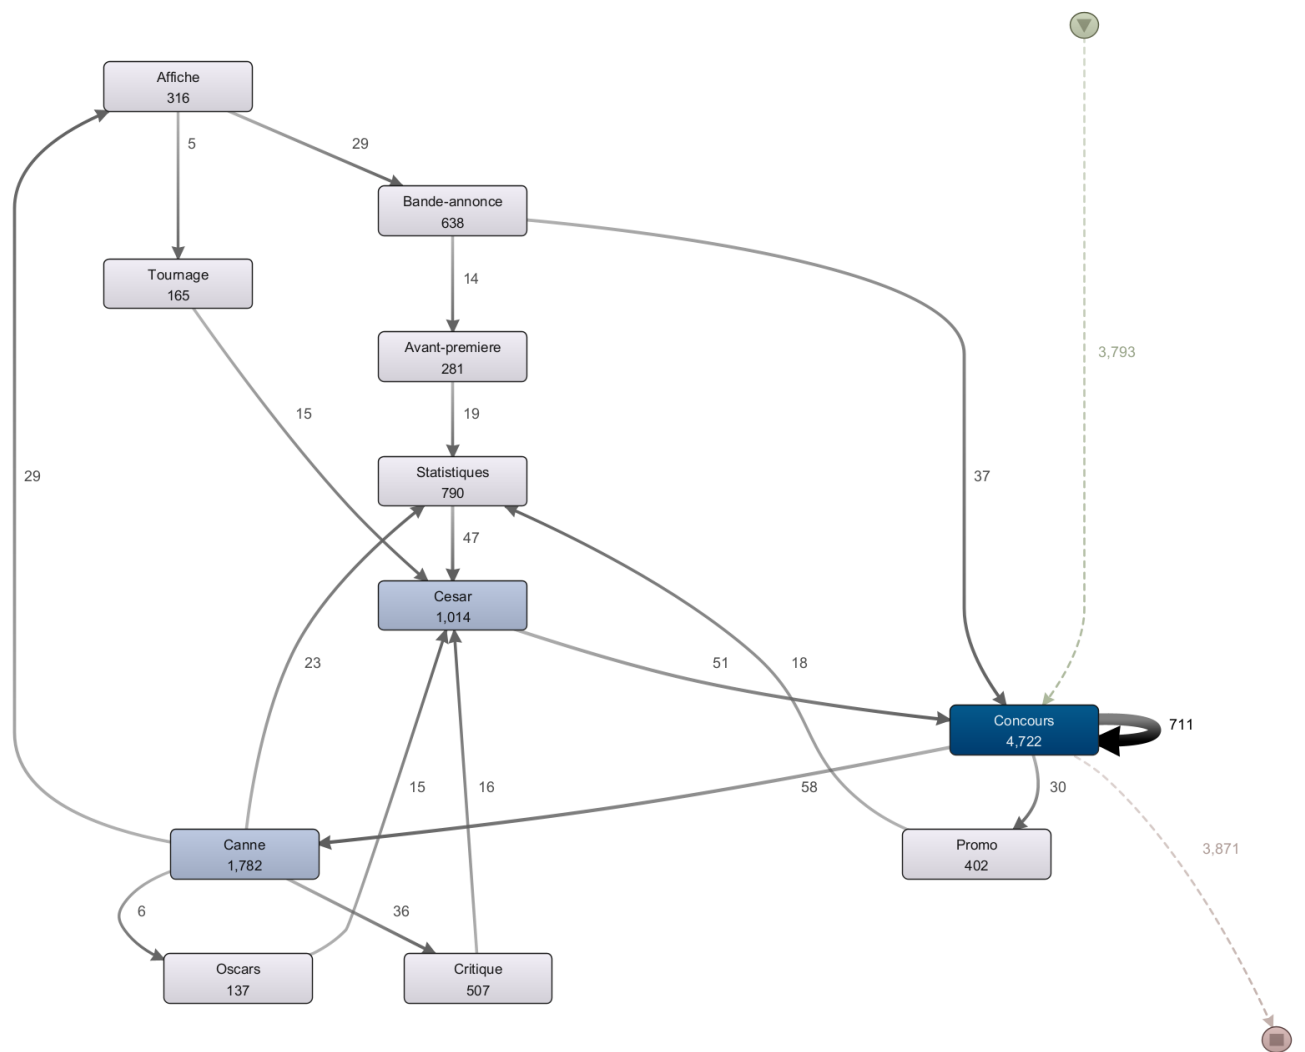 Affiche
316
5
29
Bande-annonce
638
Tournage
165
14
Avant-premiere
281
3,793
15
19
Statistiques
790
29
37
47
Cesar
1,014
23
51
18
Concours
4,722
711
15
16
58
30
Canne
1,782
Promo
402
3,871
6
36
Oscars
137
Critique
507